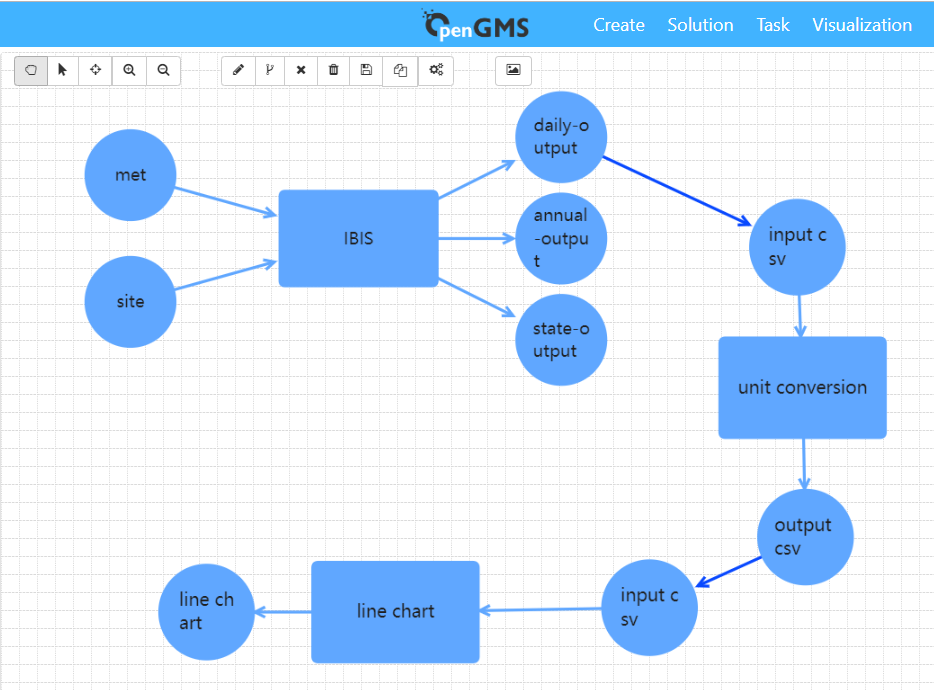 OpenGMS
Create Solution Task Visualization
met
site
IBIS
daily-o
utput
annual
-outpu
t
state-o
utput
input c
sv
unit conversion
output
csv
input c
sv
line chart
line ch
art